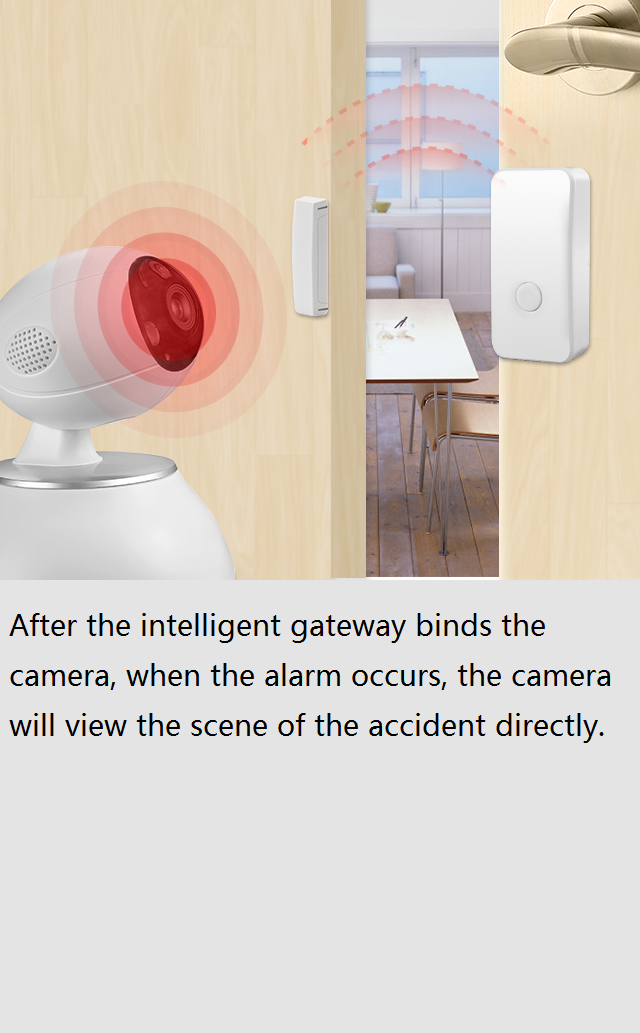 After the intelligent gateway binds the
camera, when the alarm occurs, the camera
will view the scene of the accident directly.